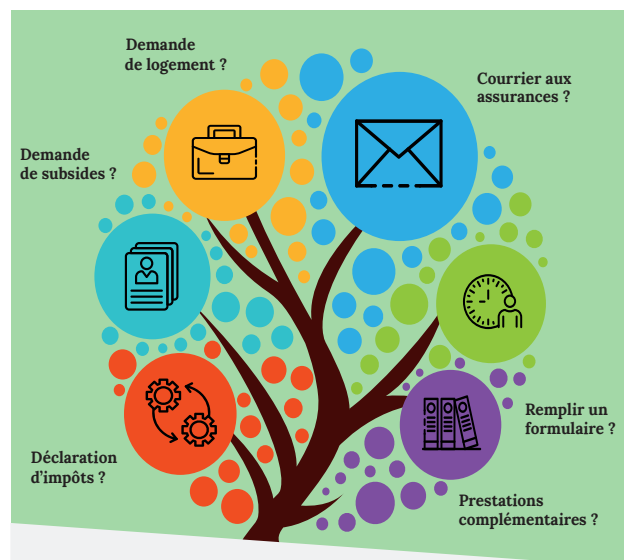 Demande
de logement ?
Courrier aux
assurances ?
Demande
de subsides ?
Remplir un
formulaire ?
Déclaration
d'impôts ?
Prestations
complémentaires ?